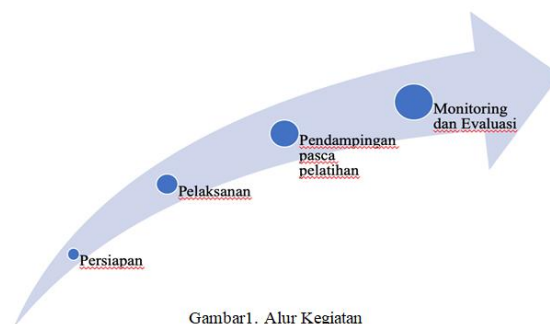 Persiapan
Pelaksanan
Pendampingan
pasca
pelatihan
Monitoring
dan Evaluasi
Gambar1. Alur Kegiatan